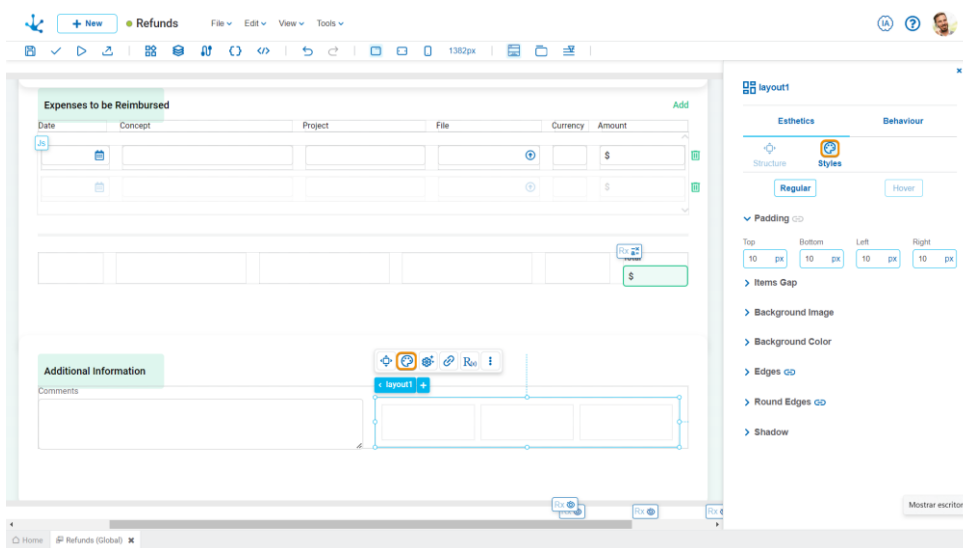 + New
Refunds
File
Edit
View
Tools
IA
?
1382px
Expenses to be Reimbursed
Add
Date
Concept
Project
File
Currency
Amount
Js
$
$
Rx
Total
$
Additional Information
Comments
layout1 +
Rx
Rx
Rx
Rx
layout1
Esthetics
Behaviour
Structure
Styles
Regular
Hover
Padding
Top
Bottom
Left
Right
10 px
10 px
10 px
10 px
Items Gap
Background Image
Background Color
Edges
Round Edges
Shadow
Mostrar escritor
Home
Refunds (Global)